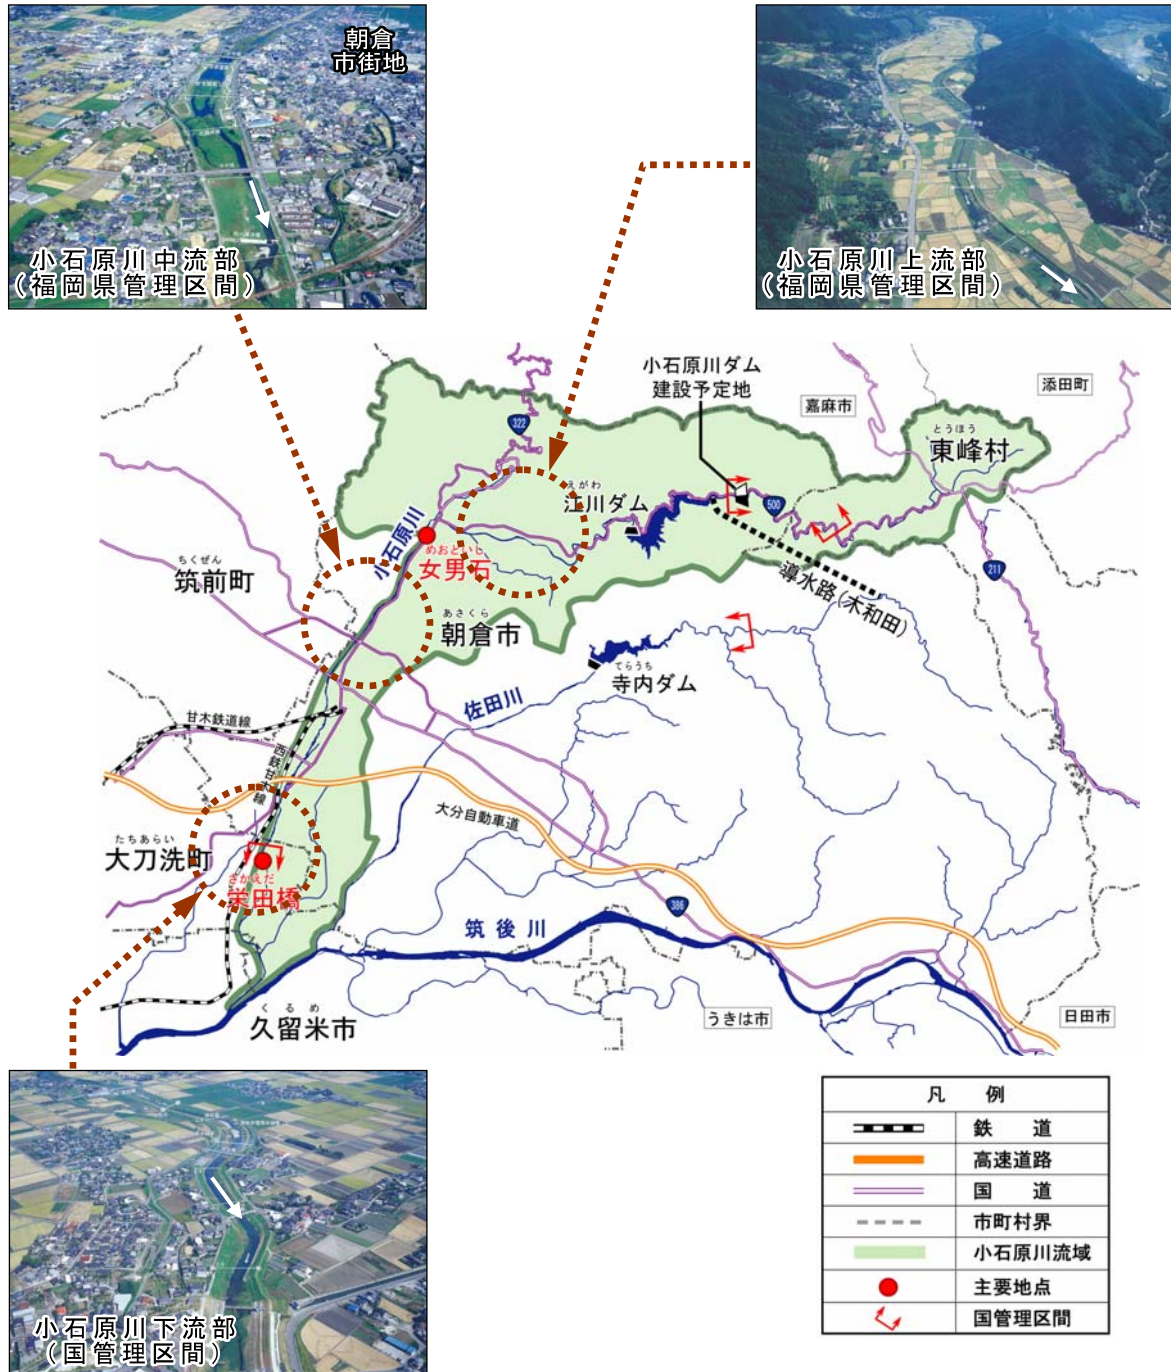 朝倉
市街地
小石原川中流部
（福岡県管理区間）
小石原川上流部
（福岡県管理区間）
小石原川ダム
建設予定地
嘉麻市
添田町
とうほう
東峰村
322
えがわ
江川ダム
500
小石原川
めおといし
女男石
211
ちくぜん
筑前町
導水路（木和田）
あさくら
朝倉市
てらうち
寺内ダム
佐田川
甘木鉄道線
西鉄甘木線
大分自動車道
たちあらい
大刀洗町
さかえだ
栄田橋
386
筑後川
くるめ
久留米市
うきは市
日田市
小石原川下流部
（国管理区間）
凡例
鉄道
高速道路
国道
市町村界
小石原川流域
主要地点
国管理区間